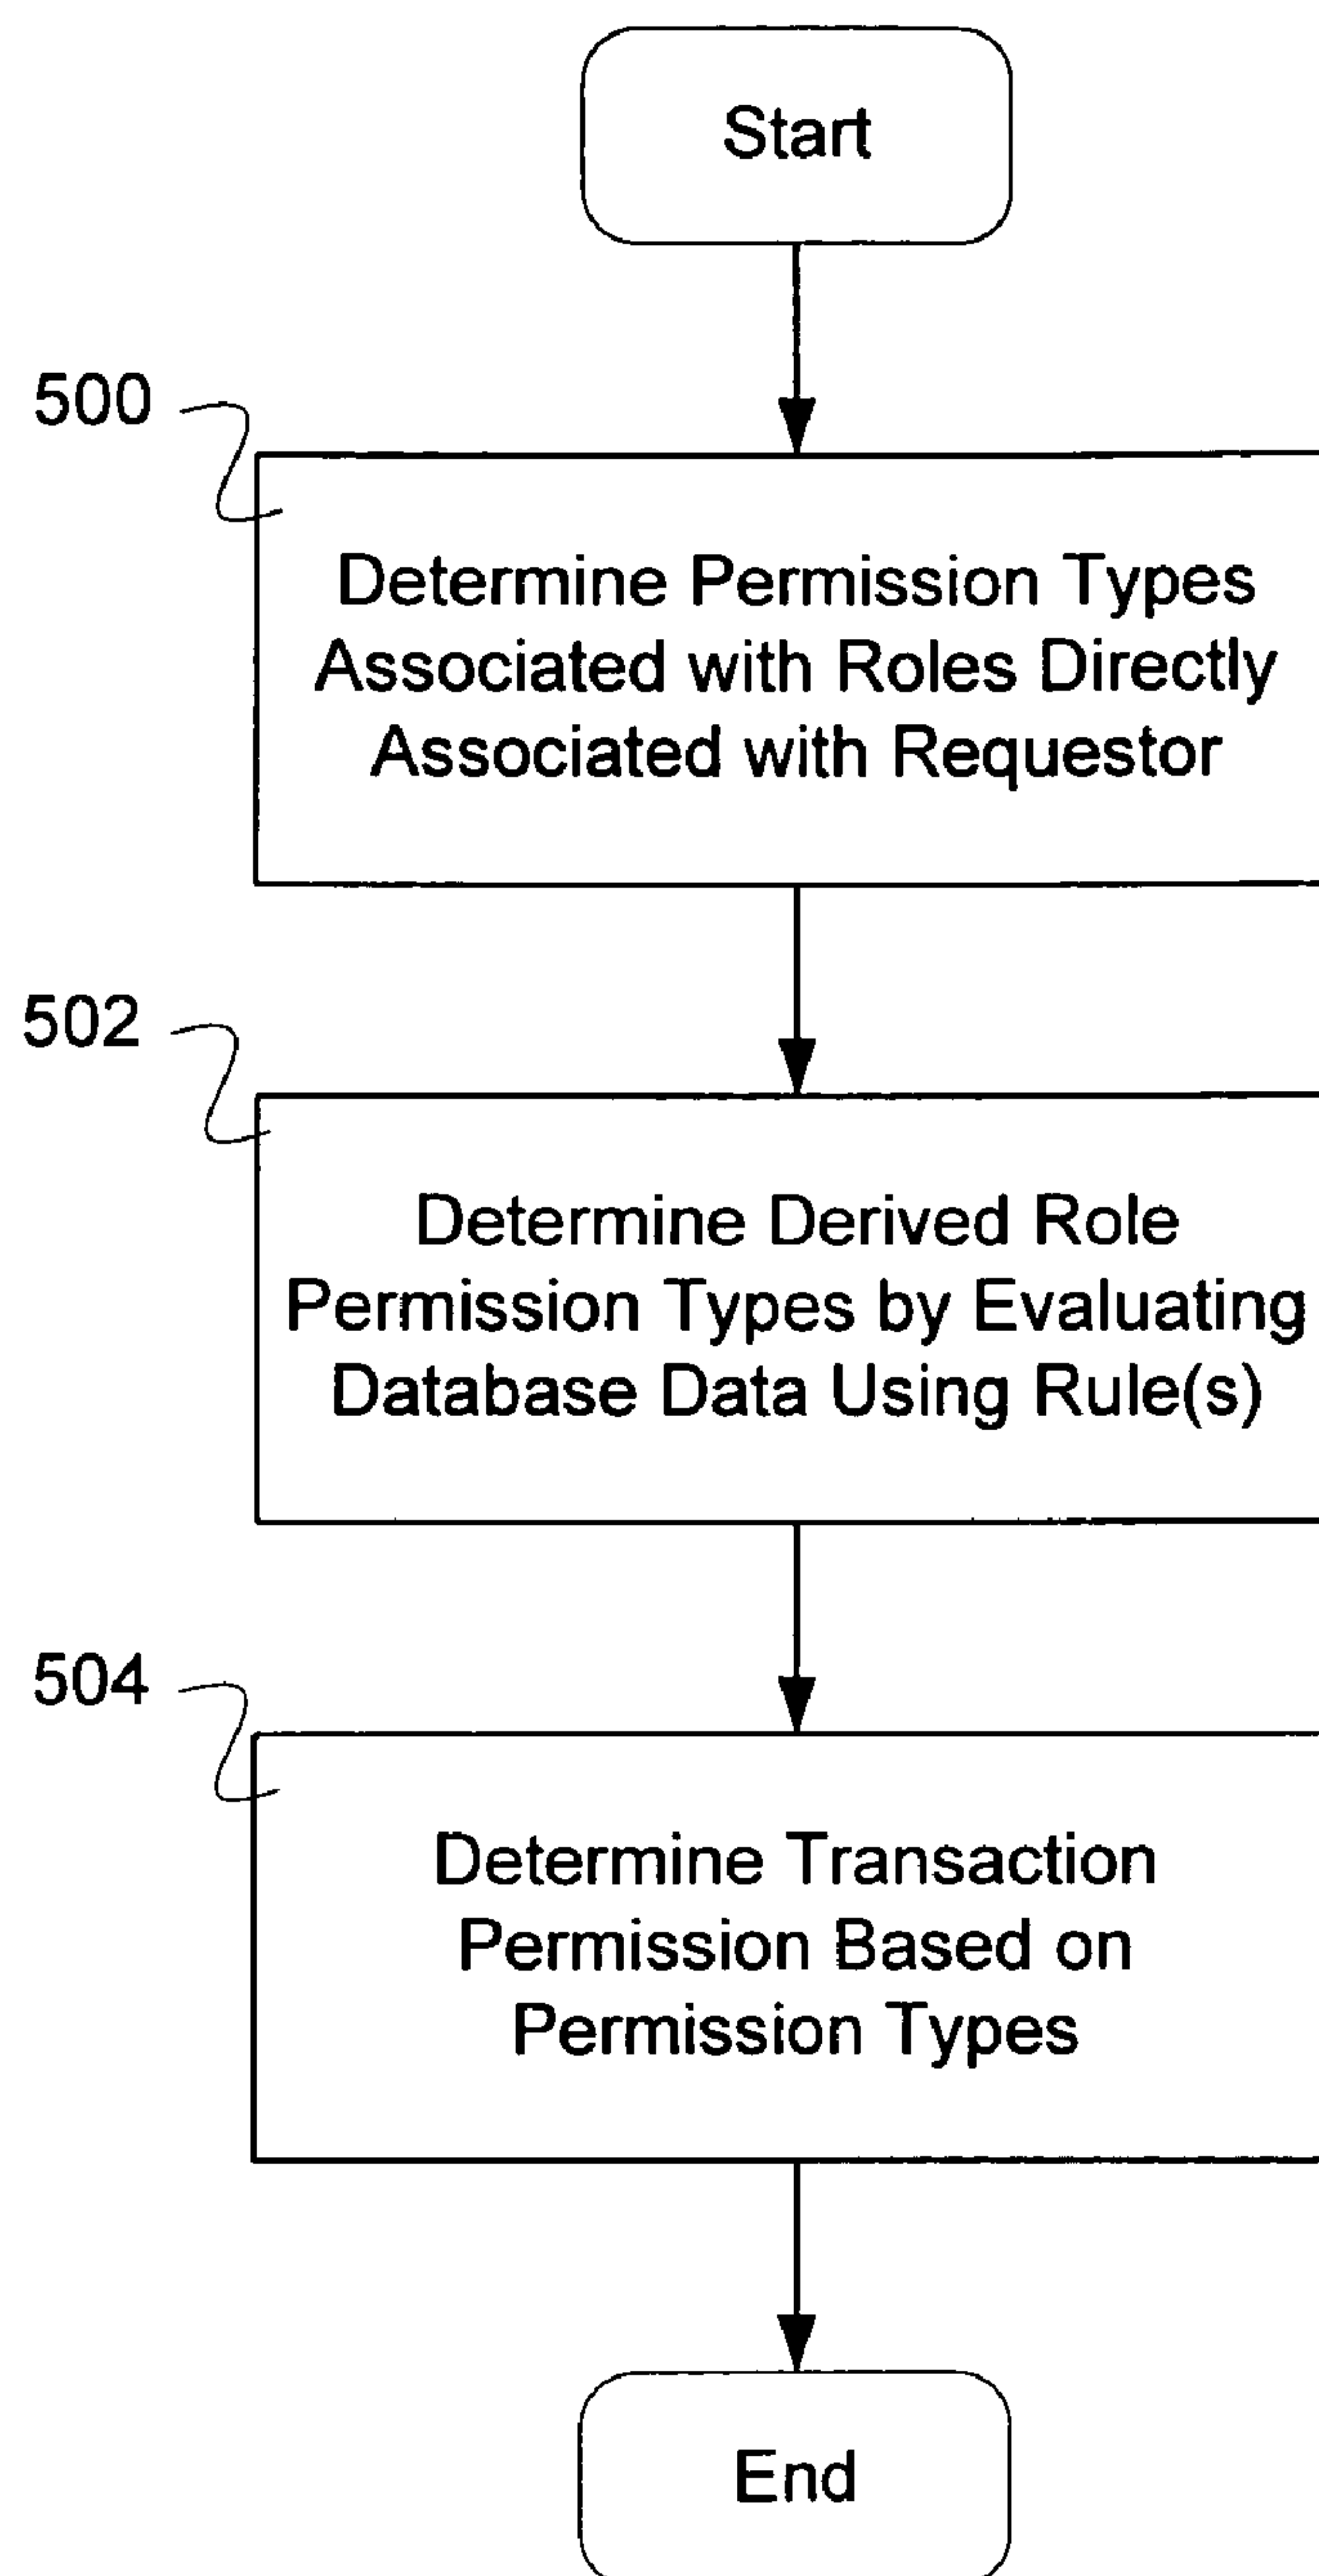 Start
500
Determine Permission Types
Associated with Roles Directly
Associated with Requestor
502
Determine Derived Role
Permission Types by Evaluating
Database Data Using Rule(s)
504
Determine Transaction
Permission Based on
Permission Types
End